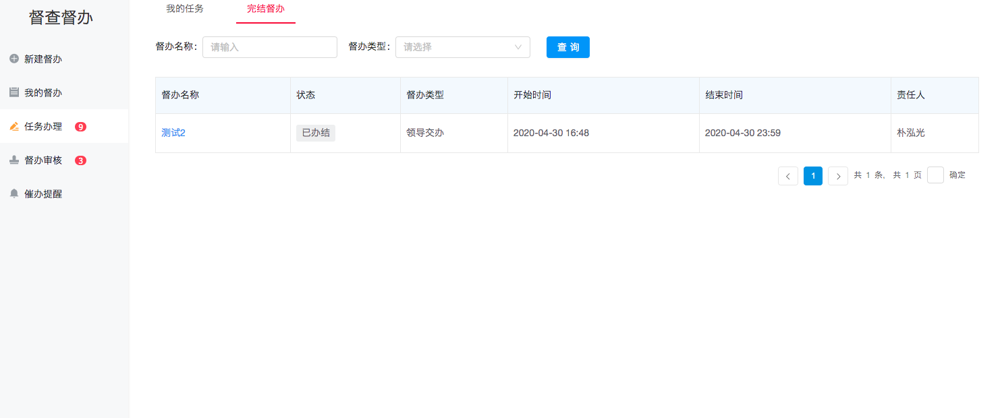 督查督办
新建督办
我的督办
任务办理 9
督办审核 3
催办提醒
我的任务 完结督办
督办名称: 请输入 督办类型: 请选择 查 询
督办名称 状态 督办类型 开始时间 结束时间 责任人
测试2 已办结 领导交办 2020-04-30 16:48 2020-04-30 23:59 朴泓光
1 共 1 条, 共 1 页 确定